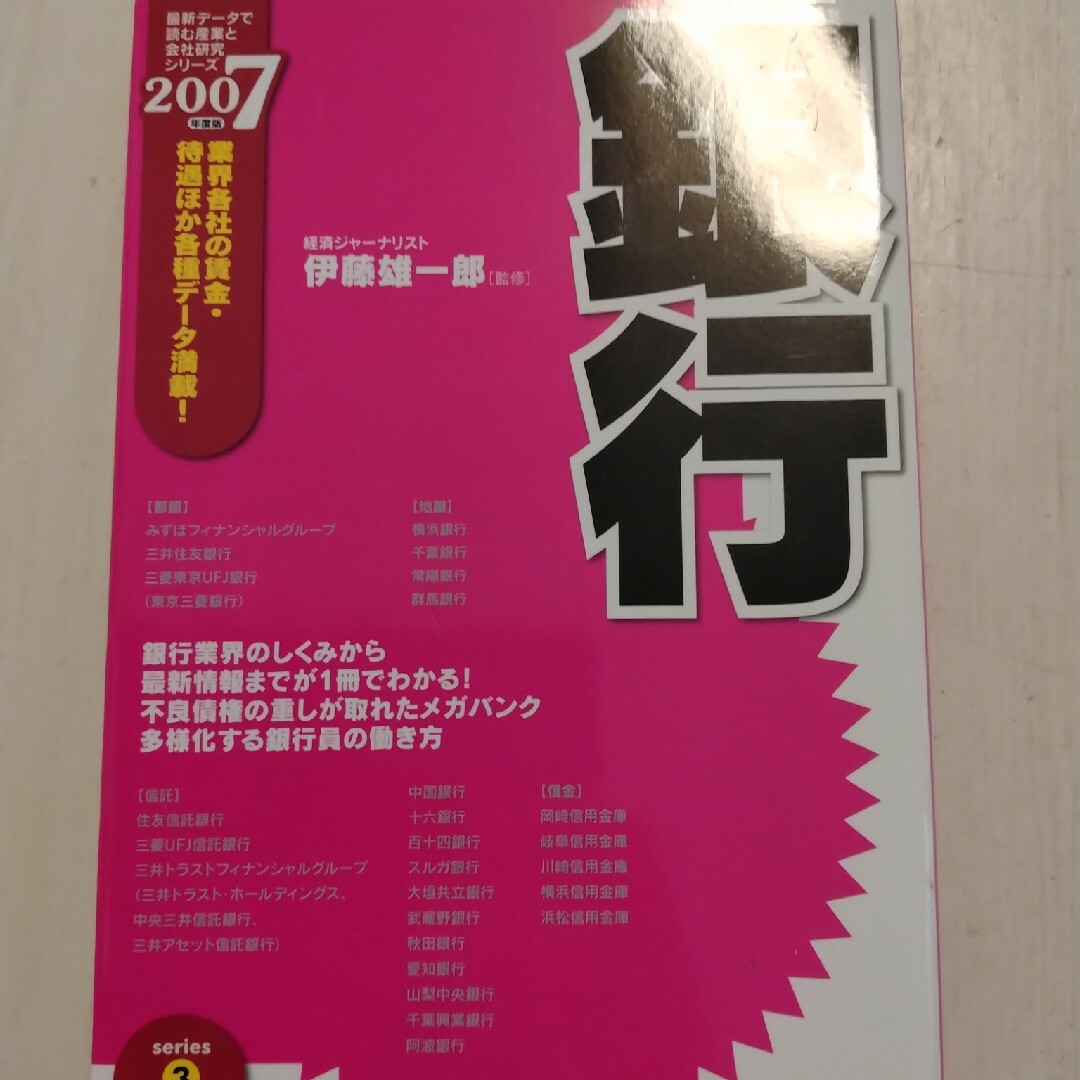 最新データで
読む産業と
会社研究
シリーズ
2007
年度版
業界各社の賃金・
待遇ほか各種データ満載!
銀行
経済ジャーナリスト
伊藤雄一郎[監修]
【都銀】
みずほフィナンシャルグループ
三井住友銀行
三菱東京UFJ銀行
(東京三菱銀行)
【地銀】
横浜銀行
千葉銀行
常陽銀行
群馬銀行
銀行業界のしくみから
最新情報までが1冊でわかる!
不良債権の重しが取れたメガバンク
多様化する銀行員の働き方
【信託】
住友信託銀行
三菱UFJ信託銀行
三井トラストフィナンシャルグループ
(三井トラスト・ホールディングス、
中央三井信託銀行、
三井アセット信託銀行)
中国銀行
十六銀行
百十四銀行
スルガ銀行
大垣共立銀行
武蔵野銀行
秋田銀行
愛知銀行
山梨中央銀行
千葉興業銀行
阿波銀行
【信金】
岡崎信用金庫
岐阜信用金庫
川崎信用金庫
横浜信用金庫
浜松信用金庫
series
3